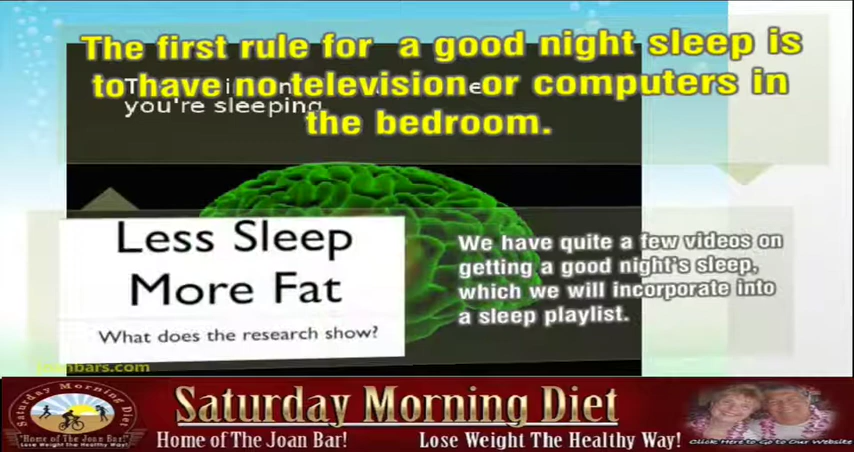 The first rule for a good night sleep is
to have no television or computers in
the bedroom.
you're sleeping
Less Sleep
More Fat
What does the research show?
We have quite a few videos on
getting a good night's sleep,
which we will incorporate into
a sleep playlist.
bars.com
Saturday Morning Diet
"Home of The Joan Bar!"
Lose Weight The Healthy Way!
Saturday Morning Diet
Home of The Joan Bar!
Lose Weight The Healthy Way!
Click Here to Go to Our Website